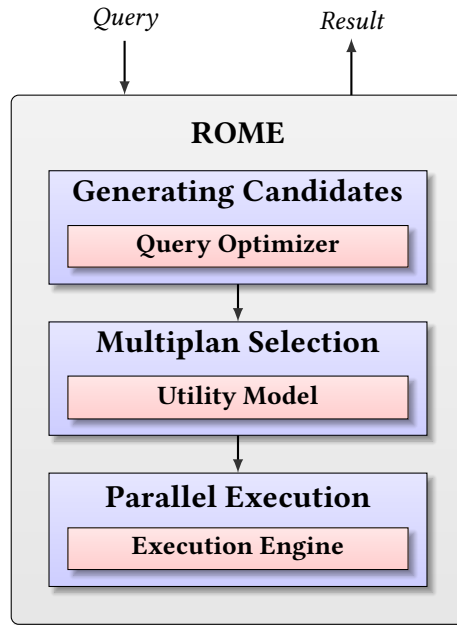 Query
Result
ROME
Generating Candidates
Query Optimizer
Multiplan Selection
Utility Model
Parallel Execution
Execution Engine